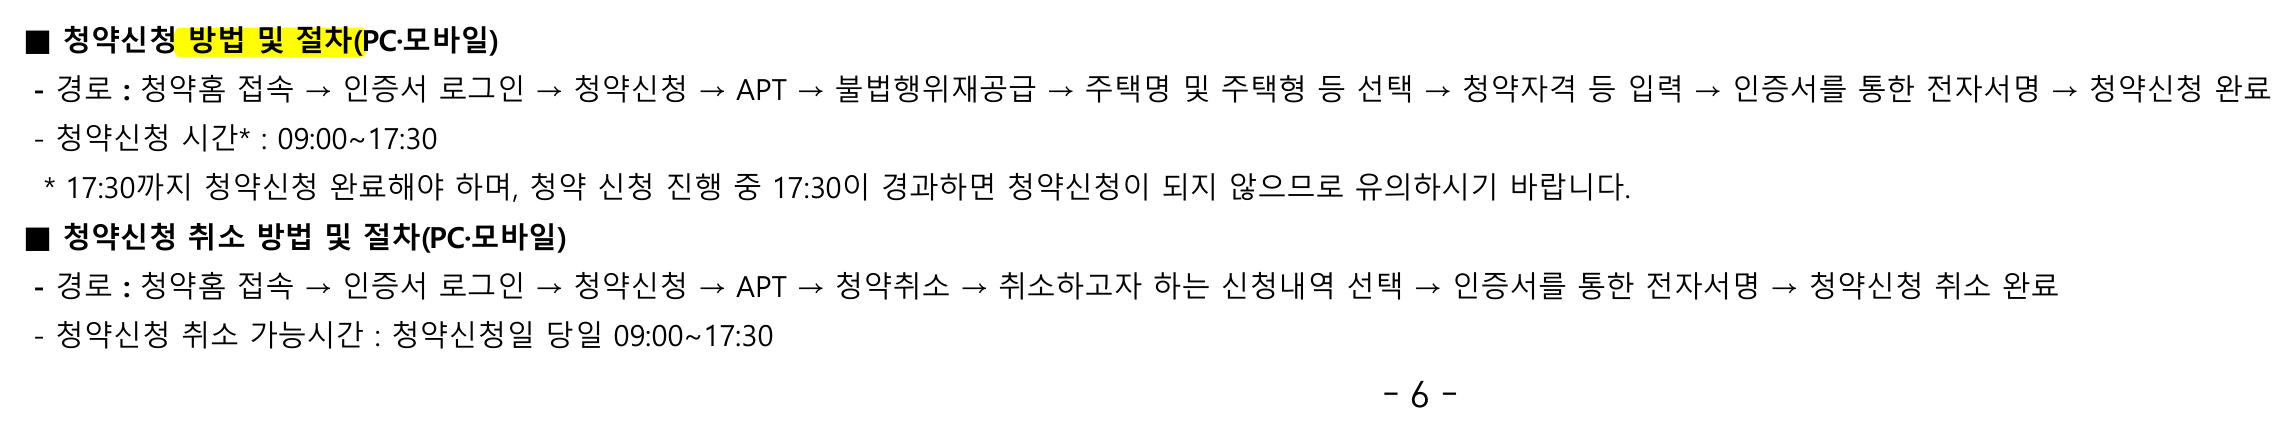 ■ 청약신청 방법 및 절차(PC·모바일)
- 경로 : 청약홈 접속 → 인증서 로그인 → 청약신청 → APT → 불법행위재공급 → 주택명 및 주택형 등 선택 → 청약자격 등 입력 → 인증서를 통한 전자서명 → 청약신청 완료
- 청약신청 시간* : 09:00~17:30
* 17:30까지 청약신청 완료해야 하며, 청약 신청 진행 중 17:30이 경과하면 청약신청이 되지 않으므로 유의하시기 바랍니다.
■ 청약신청 취소 방법 및 절차(PC·모바일)
- 경로 : 청약홈 접속 → 인증서 로그인 → 청약신청 → APT → 청약취소 → 취소하고자 하는 신청내역 선택 → 인증서를 통한 전자서명 → 청약신청 취소 완료
- 청약신청 취소 가능시간 : 청약신청일 당일 09:00~17:30
- 6 -